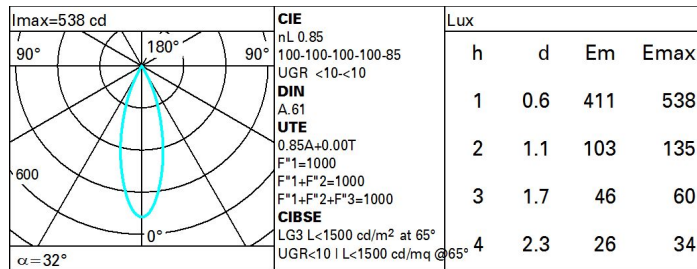 Imax=538 cd
90° 180° 90°
600
0°
α=32°
CIE
nL 0.85
100-100-100-100-85
UGR <10-<10
DIN
A.61
UTE
0.85A+0.00T
F"1=1000
F"1+F"2=1000
F"1+F"2+F"3=1000
CIBSE
LG3 L<1500 cd/m² at 65°
UGR<10 | L<1500 cd/mq @65°
Lux
h d Em Emax
1 0.6 411 538
2 1.1 103 135
3 1.7 46 60
4 2.3 26 34